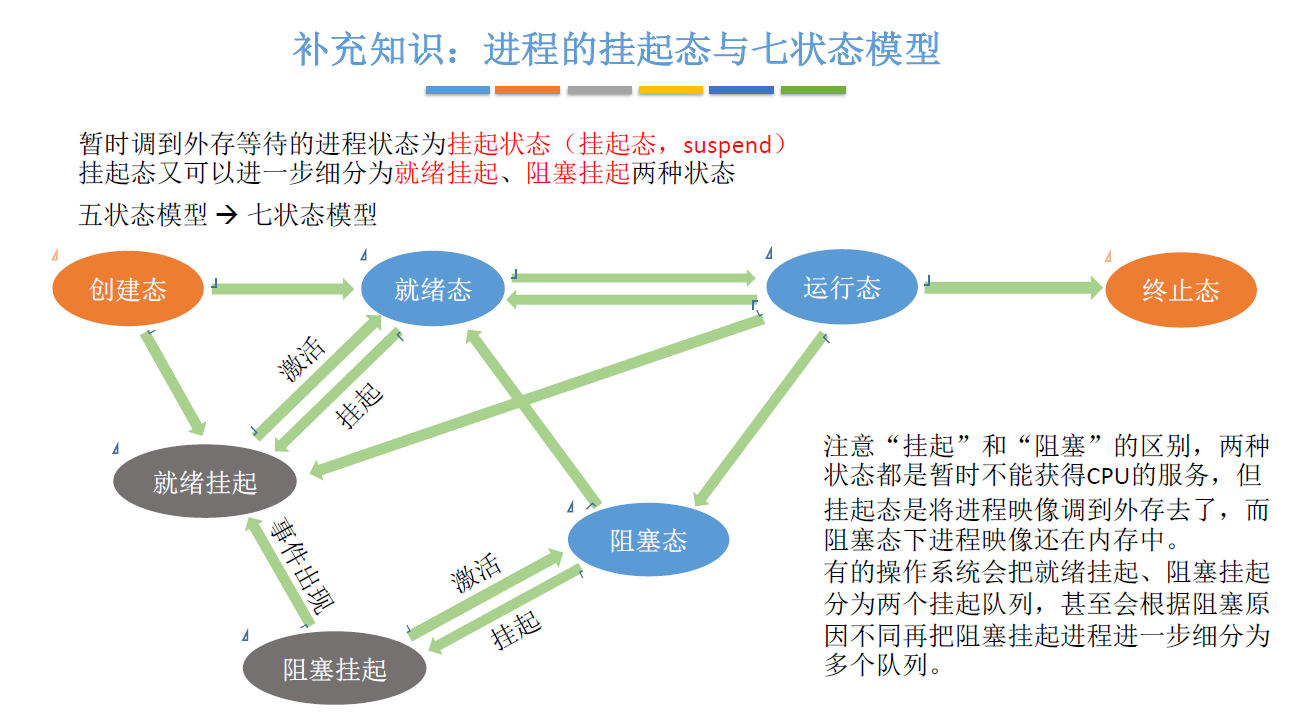 补充知识：进程的挂起态与七状态模型
暂时调到外存等待的进程状态为挂起状态（挂起态，suspend）
挂起态又可以进一步细分为就绪挂起、阻塞挂起两种状态
五状态模型→七状态模型
创建态
就绪态
运行态
终止态
激活
挂起
就绪挂起
事件出现
阻塞态
激活
挂起
阻塞挂起
注意“挂起”和“阻塞”的区别，两种
状态都是暂时不能获得CPU的服务，但
挂起态是将进程映像调到外存去了，而
阻塞态下进程映像还在内存中。
有的操作系统会把就绪挂起、阻塞挂起
分为两个挂起队列，甚至会根据阻塞原
因不同再把阻塞挂起进程进一步细分为
多个队列。